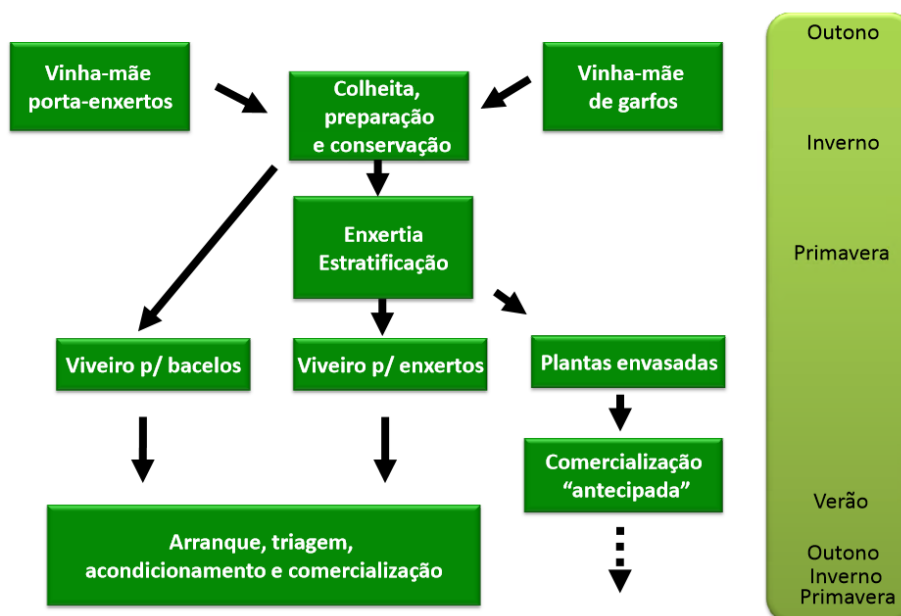 Vinha-mãe
porta-enxertos
Colheita,
preparação
e conservação
Vinha-mãe
de garfos
Enxertia
Estratificação
Viveiro p/ bacelos
Viveiro p/ enxertos
Plantas envasadas
Comercialização
“antecipada”
Arranque, triagem,
acondicionamento e comercialização
Outono
Inverno
Primavera
Verão
Outono
Inverno
Primavera